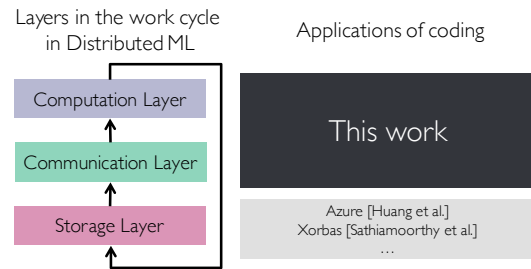 Layers in the work cycle
in Distributed ML
Applications of coding
Computation Layer
Communication Layer
Storage Layer
This work
Azure [Huang et al.]
Xorbas [Sathiamoorthy et al.]
...